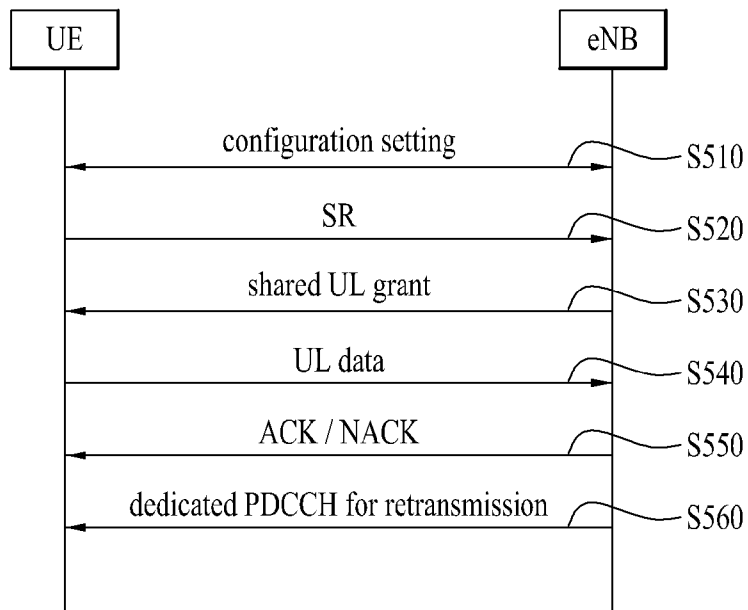 UE
eNB
configuration setting
S510
SR
S520
shared UL grant
S530
UL data
S540
ACK / NACK
S550
dedicated PDCCH for retransmission
S560